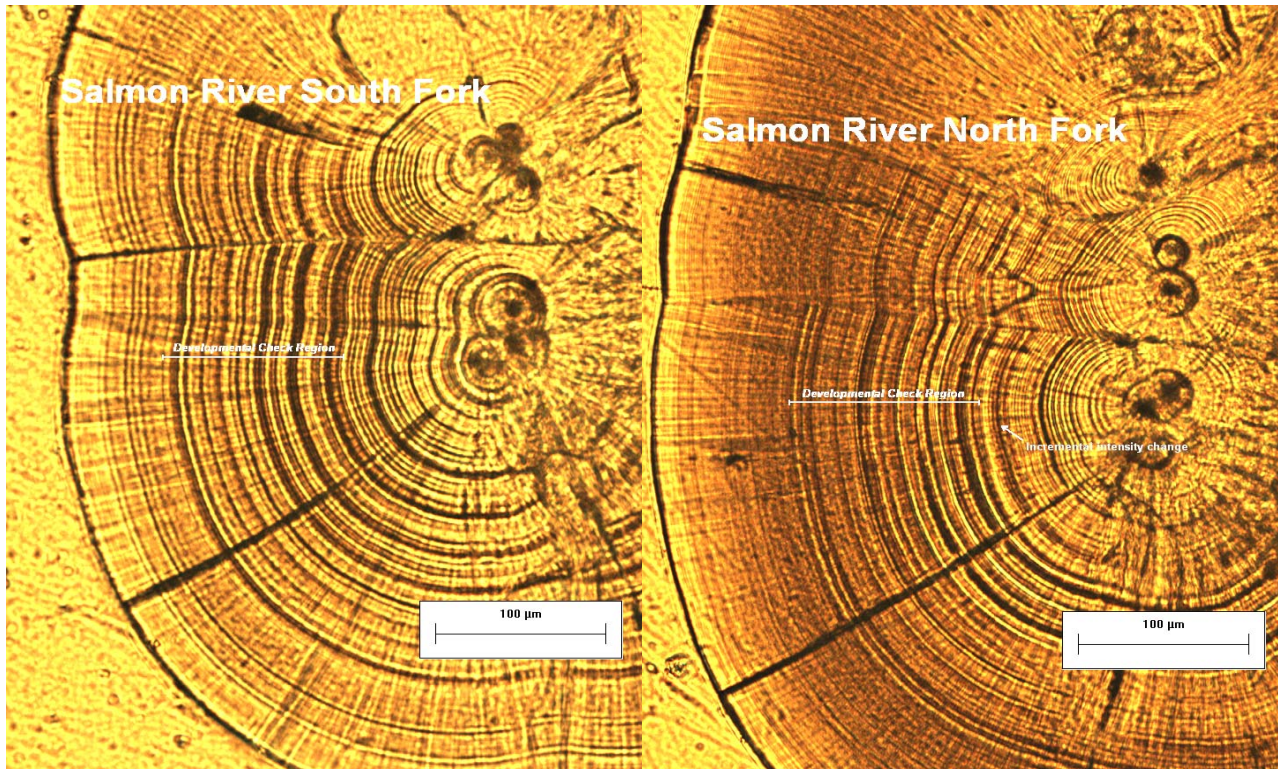 Salmon River South Fork
Developmental Check Region
100 µm
Salmon River North Fork
Developmental Check Region
Incremental intensity change
100 µm